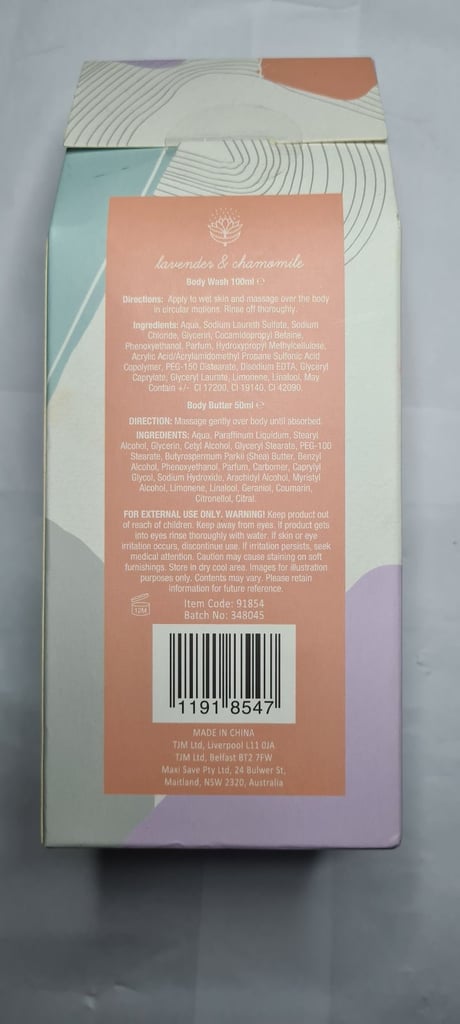 lavender & chamomile
Body Wash 100ml ℮
Directions: Apply to wet skin and massage over the body
in circular motions. Rinse off thoroughly.
Ingredients: Aqua, Sodium Laureth Sulfate, Sodium
Chloride, Glycerin, Cocamidopropyl Betaine,
Phenoxyethanol, Parfum, Hydroxypropyl Methylcellulose,
Acrylic Acid/Acrylamidomethyl Propane Sulfonic Acid
Copolymer, PEG-150 Distearate, Disodium EDTA, Glyceryl
Caprylate, Glyceryl Laurate, Limonene, Linalool, May
Contain +/- CI 17200, CI 19140, CI 42090.
Body Butter 50ml ℮
DIRECTION: Massage gently over body until absorbed.
INGREDIENTS: Aqua, Paraffinum Liquidum, Stearyl
Alcohol, Glycerin, Cetyl Alcohol, Glyceryl Stearate, PEG-100
Stearate, Butyrospermum Parkii (Shea) Butter, Benzyl
Alcohol, Phenoxyethanol, Parfum, Carbomer, Caprylyl
Glycol, Sodium Hydroxide, Arachidyl Alcohol, Myristyl
Alcohol, Limonene, Linalool, Geraniol, Coumarin,
Citronellol, Citral.
FOR EXTERNAL USE ONLY. WARNING! Keep product out
of reach of children. Keep away from eyes. If product gets
into eyes rinse thoroughly with water. If skin or eye
irritation occurs, discontinue use. If irritation persists, seek
medical attention. Caution may cause staining on soft
furnishings. Store in dry cool area. Images for illustration
purposes only. Contents may vary. Please retain
information for future reference.
12M
Item Code: 91854
Batch No: 348045
1191 8547
MADE IN CHINA
TJM Ltd, Liverpool L11 0JA
TJM Ltd, Belfast BT2 7FW
Maxi Save Pty Ltd, 24 Bulwer St,
Maitland, NSW 2320, Australia